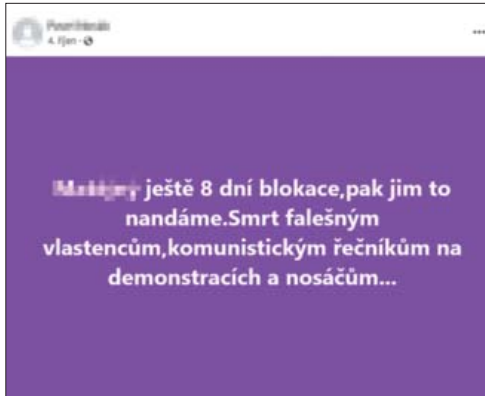 4. říjen ·
ještě 8 dní blokace,pak jim to
nandáme.Smrt falešným
vlastencům,komunistickým řečníkům na
demonstracích a nosáčům...